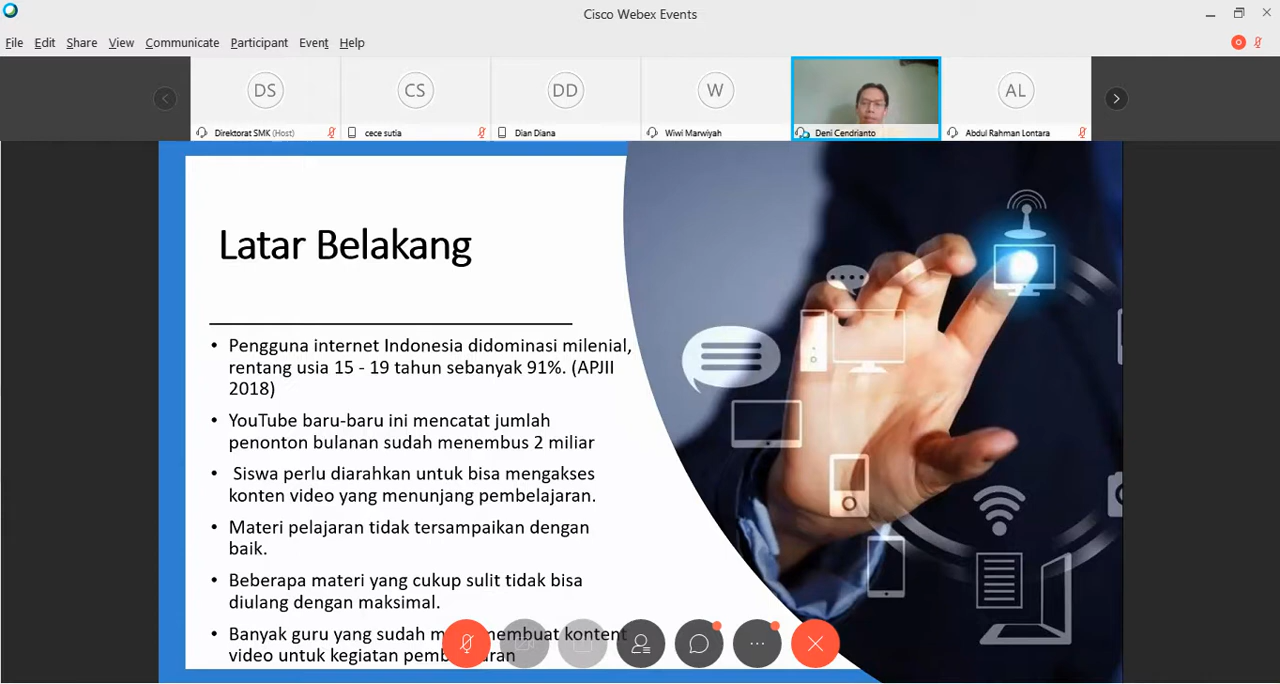 Cisco Webex Events
File Edit Share View Communicate Participant Event Help
DS CS DD W AL
Direktorat SMK (Host) cece sutia Dian Diana Wiwi Marwiyah Deni Cendrianto Abdul Rahman Lontara
Latar Belakang
• Pengguna internet Indonesia didominasi milenial,
rentang usia 15 - 19 tahun sebanyak 91%. (APJII
2018)
• YouTube baru-baru ini mencatat jumlah
penonton bulanan sudah menembus 2 miliar
• Siswa perlu diarahkan untuk bisa mengakses
konten video yang menunjang pembelajaran.
• Materi pelajaran tidak tersampaikan dengan
baik.
• Beberapa materi yang cukup sulit tidak bisa
diulang dengan maksimal.
• Banyak guru yang sudah kontent
video untuk kegiatan